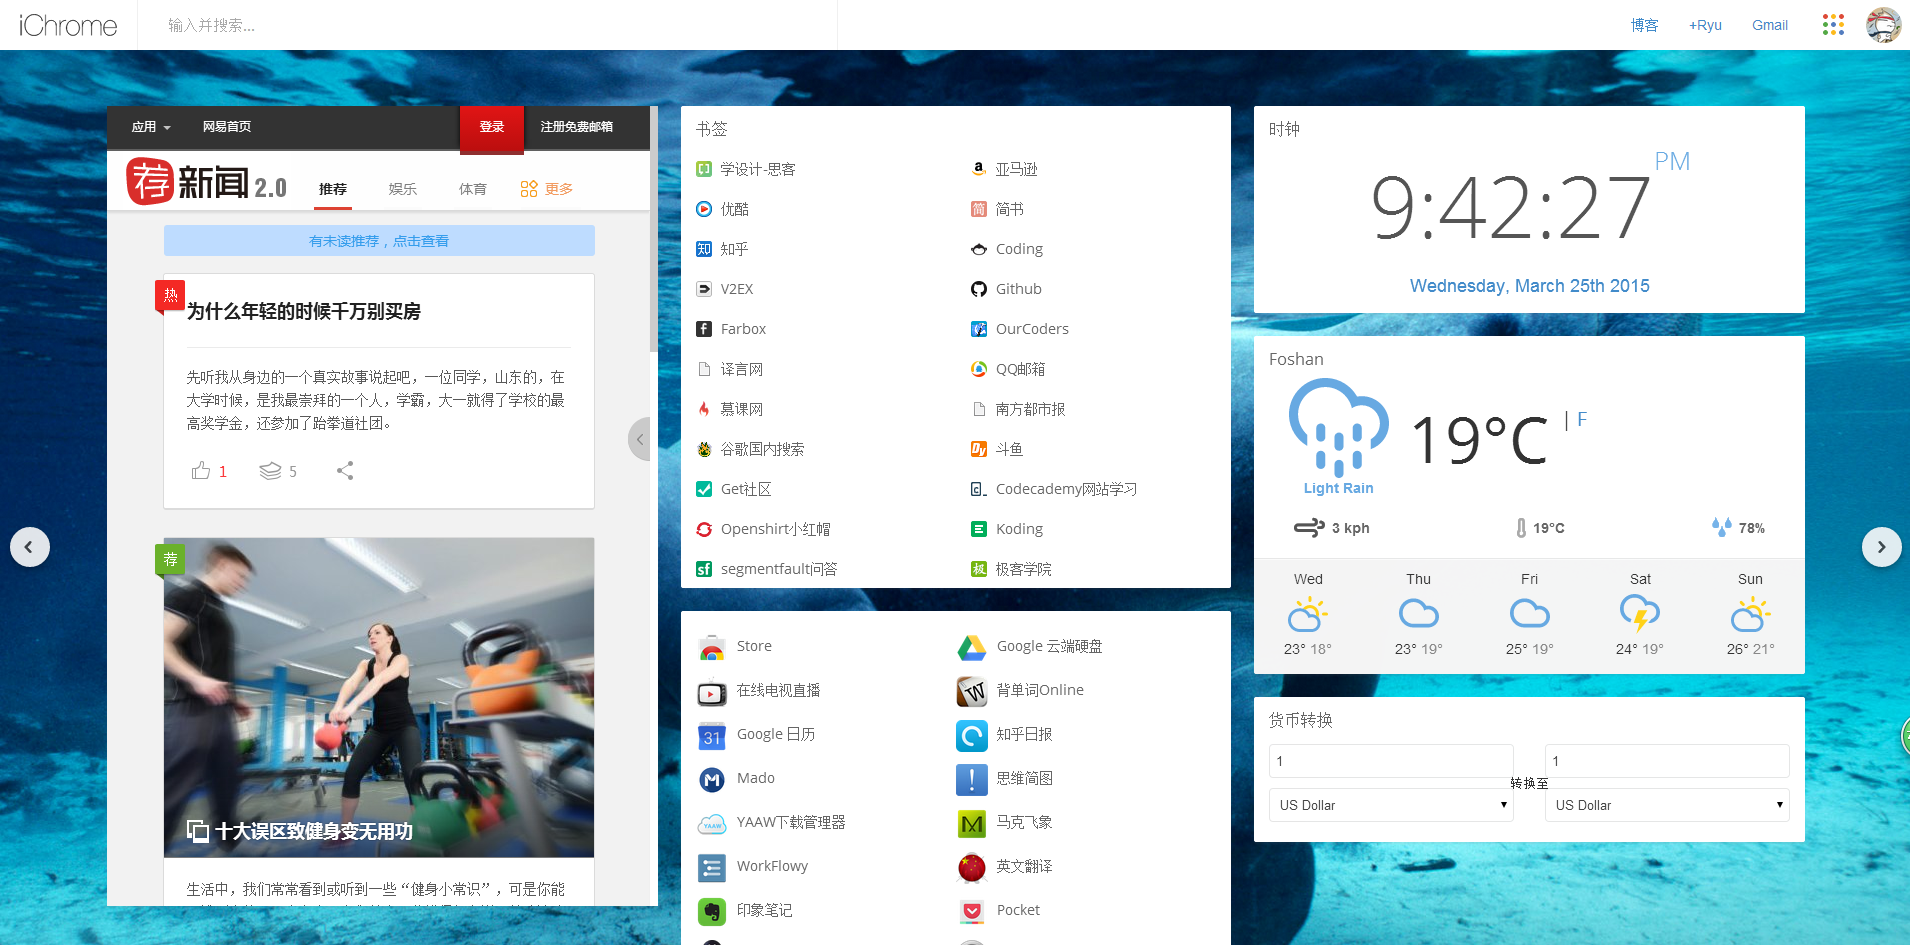 iChrome
输入并搜索...
博客
+Ryu
Gmail
应用
网易首页
登录
注册免费邮箱
荐 新闻 2.0
推荐
娱乐
体育
更多
有未读推荐，点击查看
热
为什么年轻的时候千万别买房
先听我从身边的一个真实故事说起吧，一位同学，山东的，在
大学时候，是我最崇拜的一个人，学霸，大一就得了学校的最
高奖学金，还参加了跆拳道社团。
1
5
荐
十大误区致健身变无用功
生活中，我们常常看到或听到一些“健身小常识”，可是你能
书签
学设计-思客
亚马逊
优酷
简书
知乎
Coding
V2EX
Github
Farbox
OurCoders
译言网
QQ邮箱
慕课网
南方都市报
谷歌国内搜索
斗鱼
Get社区
Codecademy网站学习
Openshirt小红帽
Koding
segmentfault问答
极客学院
Store
Google 云端硬盘
在线电视直播
背单词Online
Google 日历
知乎日报
Mado
思维简图
YAAW下载管理器
马克飞象
WorkFlowy
英文翻译
印象笔记
Pocket
时钟
9:42:27 PM
Wednesday, March 25th 2015
Foshan
19°C | F
Light Rain
3 kph
19°C
78%
Wed
Thu
Fri
Sat
Sun
23° 18°
23° 19°
25° 19°
24° 19°
26° 21°
货币转换
1
1
转换至
US Dollar
US Dollar